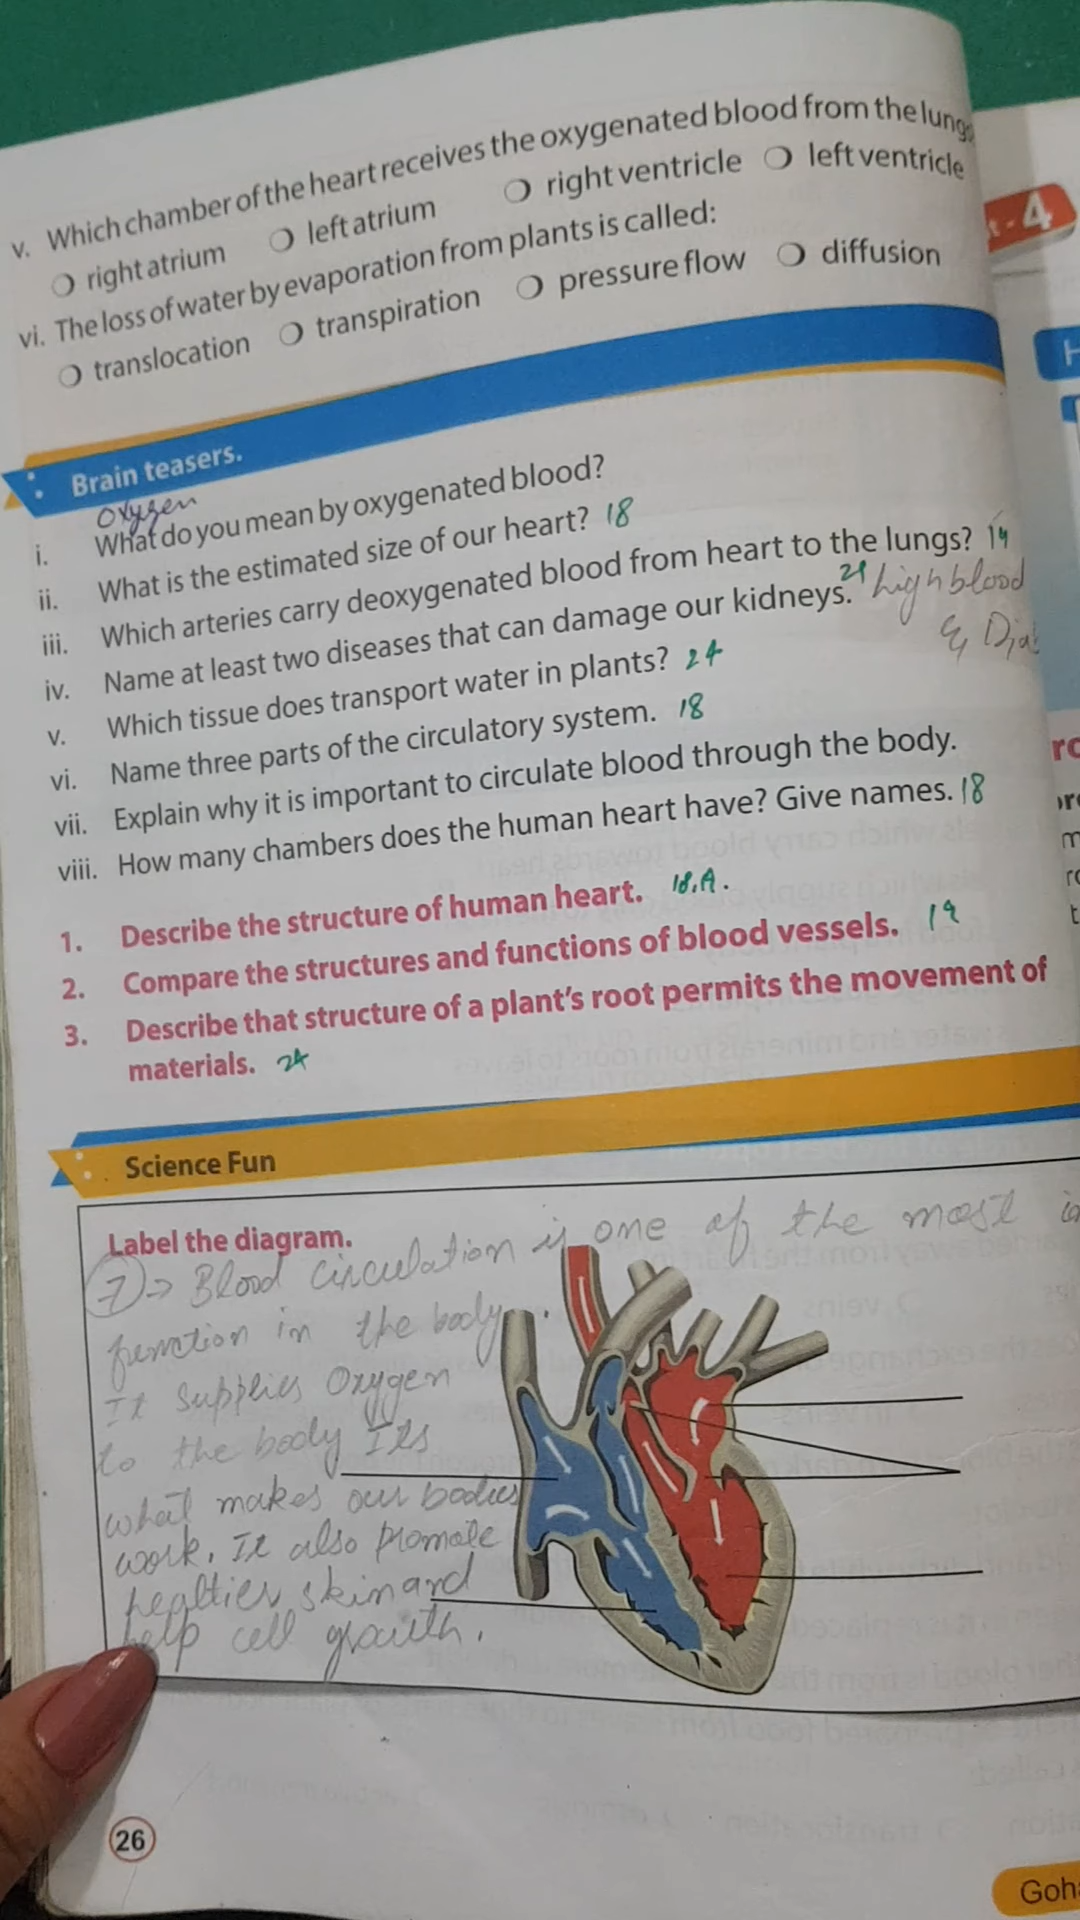 v. Which chamber of the heart receives the oxygenated blood from the lungs
right atrium left atrium right ventricle left ventricle
vi. The loss of water by evaporation from plants is called:
translocation transpiration pressure flow diffusion
- 4
H
Brain teasers.
oxygen
i. What do you mean by oxygenated blood?
ii. What is the estimated size of our heart? 18
iii. Which arteries carry deoxygenated blood from heart to the lungs? 19
iv. Name at least two diseases that can damage our kidneys. 21 high blood
& Dia
v. Which tissue does transport water in plants? 24
vi. Name three parts of the circulatory system. 18
vii. Explain why it is important to circulate blood through the body.
viii. How many chambers does the human heart have? Give names. 18
1. Describe the structure of human heart. 18.A.
2. Compare the structures and functions of blood vessels. 19
3. Describe that structure of a plant's root permits the movement of
materials. 24
Science Fun
Label the diagram.
7 → Blood circulation is one of the most
function in the body.
It supplies Oxygen
to the body Its
what makes our bodies
work. It also promote
healtier skin and
help cell growth.
26
Goh